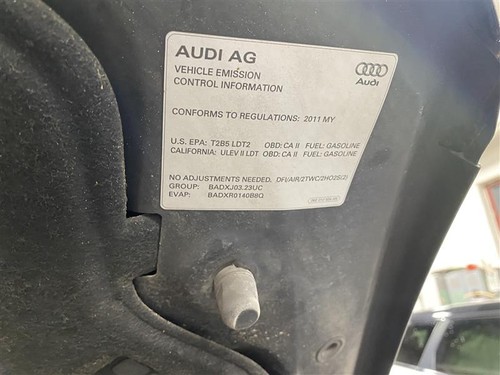 AUDI AG
VEHICLE EMISSION
CONTROL INFORMATION
Audi
CONFORMS TO REGULATIONS: 2011 MY
U.S. EPA: T2B5 LDT2 OBD: CA II FUEL: GASOLINE
CALIFORNIA: ULEV II LDT OBD: CA II FUEL: GASOLINE
NO ADJUSTMENTS NEEDED. DFI/AIR/2TWC/2HO2S(2)
GROUP: BADXJ03.23UC
EVAP: BADXR0140B8Q